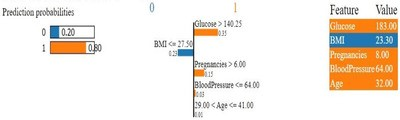 Prediction probabilities
0 0.20
1 0.80
0 1
Glucose > 140.25
0.35
BMI <= 27.50
0.23
Pregnancies > 6.00
0.15
BloodPressure <= 64.00
0.03
29.00 < Age <= 41.00
0.01
Feature Value
Glucose 183.00
BMI 23.30
Pregnancies 8.00
BloodPressure 64.00
Age 32.00